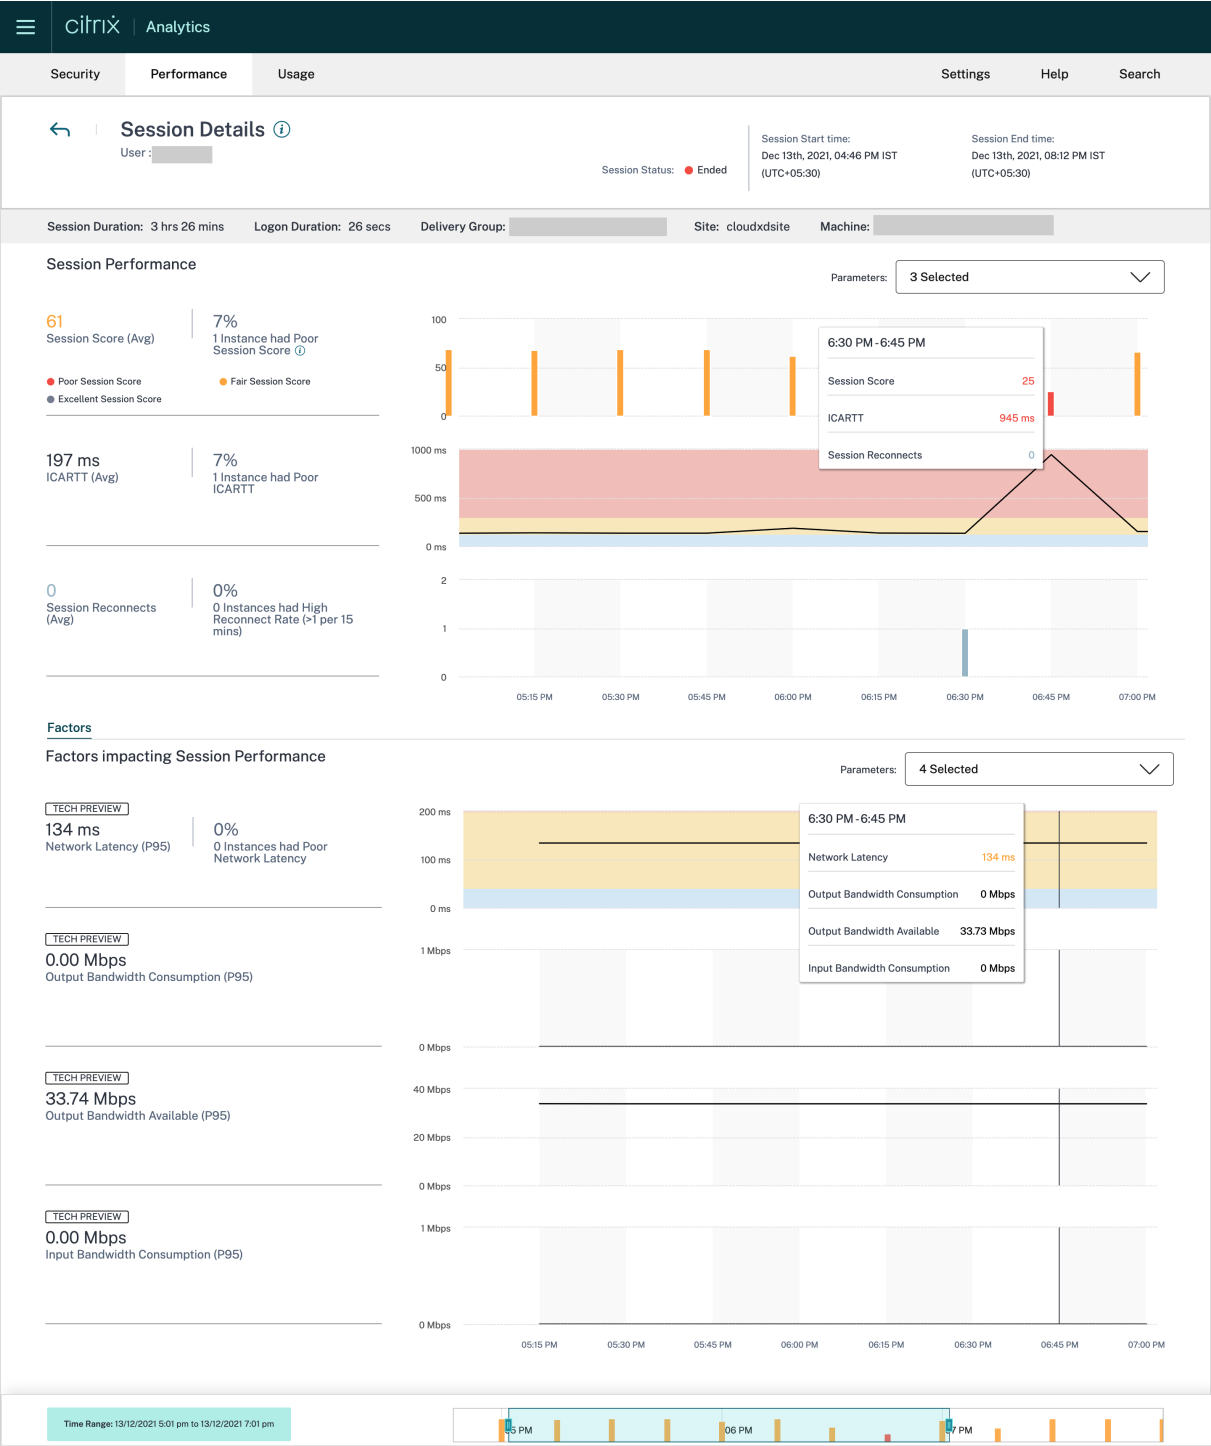 citrix Analytics
Security Performance Usage Settings Help Search
Session Details
User :
Session Status: Ended
Session Start time:
Dec 13th, 2021, 04:46 PM IST
(UTC+05:30)
Session End time:
Dec 13th, 2021, 08:12 PM IST
(UTC+05:30)
Session Duration: 3 hrs 26 mins Logon Duration: 26 secs Delivery Group: Site: cloudxdsite Machine:
Session Performance
Parameters: 3 Selected
61
Session Score (Avg)
7%
1 Instance had Poor
Session Score
Poor Session Score
Fair Session Score
Excellent Session Score
100
50
0
6:30 PM - 6:45 PM
Session Score 25
ICARTT 945 ms
Session Reconnects 0
197 ms
ICARTT (Avg)
7%
1 Instance had Poor
ICARTT
1000 ms
500 ms
0 ms
0
Session Reconnects
(Avg)
0%
0 Instances had High
Reconnect Rate (>1 per 15
mins)
2
1
0
05:15 PM 05:30 PM 05:45 PM 06:00 PM 06:15 PM 06:30 PM 06:45 PM 07:00 PM
Factors
Factors impacting Session Performance
Parameters: 4 Selected
TECH PREVIEW
134 ms
Network Latency (P95)
0%
0 Instances had Poor
Network Latency
200 ms
100 ms
0 ms
6:30 PM - 6:45 PM
Network Latency 134 ms
Output Bandwidth Consumption 0 Mbps
Output Bandwidth Available 33.73 Mbps
Input Bandwidth Consumption 0 Mbps
TECH PREVIEW
0.00 Mbps
Output Bandwidth Consumption (P95)
1 Mbps
0 Mbps
TECH PREVIEW
33.74 Mbps
Output Bandwidth Available (P95)
40 Mbps
20 Mbps
0 Mbps
TECH PREVIEW
0.00 Mbps
Input Bandwidth Consumption (P95)
1 Mbps
0 Mbps
05:15 PM 05:30 PM 05:45 PM 06:00 PM 06:15 PM 06:30 PM 06:45 PM 07:00 PM
Time Range: 13/12/2021 5:01 pm to 13/12/2021 7:01 pm
05 PM 06 PM 07 PM